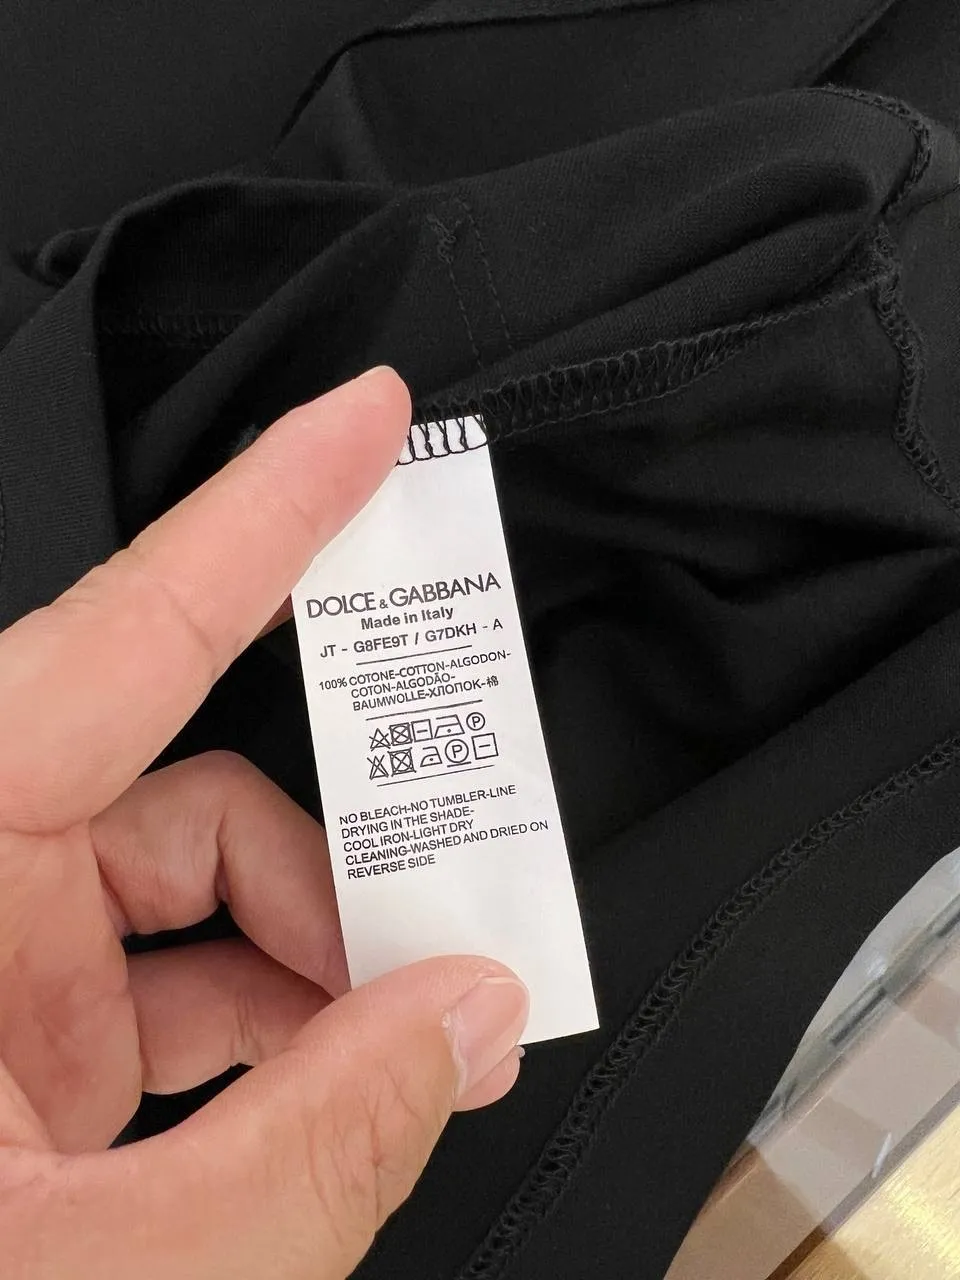 DOLCE & GABBANA
Made in Italy
JT - G8FE9T / G7DKH - A
100% COTONE-COTTON-ALGODON-
COTON-ALGODÃO-
BAUMWOLLE-ХЛОПОК-棉
P
P
NO BLEACH-NO TUMBLER-LINE
DRYING IN THE SHADE-
COOL IRON-LIGHT DRY
CLEANING-WASHED AND DRIED ON
REVERSE SIDE